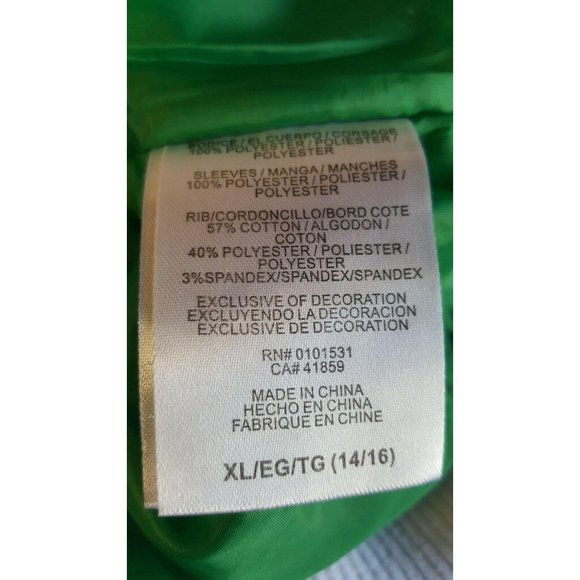 BODICE / EL CUERPO / CORSAGE
100% POLYESTER / POLIESTER /
POLYESTER
SLEEVES / MANGA / MANCHES
100% POLYESTER / POLIESTER /
POLYESTER
RIB/CORDONCILLO/BORD COTE
57% COTTON / ALGODON /
COTON
40% POLYESTER / POLIESTER /
POLYESTER
3%SPANDEX/SPANDEX/SPANDEX
EXCLUSIVE OF DECORATION
EXCLUYENDO LA DECORACION
EXCLUSIVE DE DECORATION
RN# 0101531
CA# 41859
MADE IN CHINA
HECHO EN CHINA
FABRIQUE EN CHINE
XL/EG/TG (14/16)